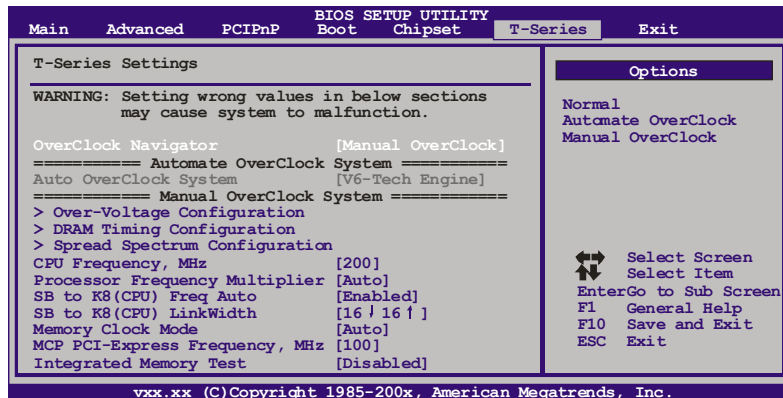 BIOS SETUP UTILITY
Main Advanced PCIPnP Boot Chipset T-Series Exit
T-Series Settings
WARNING: Setting wrong values in below sections
may cause system to malfunction.
OverClock Navigator [Manual OverClock]
=========== Automate OverClock System ===========
Auto OverClock System [V6-Tech Engine]
============ Manual OverClock System ============
> Over-Voltage Configuration
> DRAM Timing Configuration
> Spread Spectrum Configuration
CPU Frequency, MHz [200]
Processor Frequency Multiplier [Auto]
SB to K8(CPU) Freq Auto [Enabled]
SB to K8(CPU) LinkWidth [16 ↓ 16 ↑ ]
Memory Clock Mode [Auto]
MCP PCI-Express Frequency, MHz [100]
Integrated Memory Test [Disabled]
Options
Normal
Automate OverClock
Manual OverClock
Select Screen
Select Item
EnterGo to Sub Screen
F1 General Help
F10 Save and Exit
ESC Exit
vxx.xx (C)Copyright 1985-200x, American Megatrends, Inc.